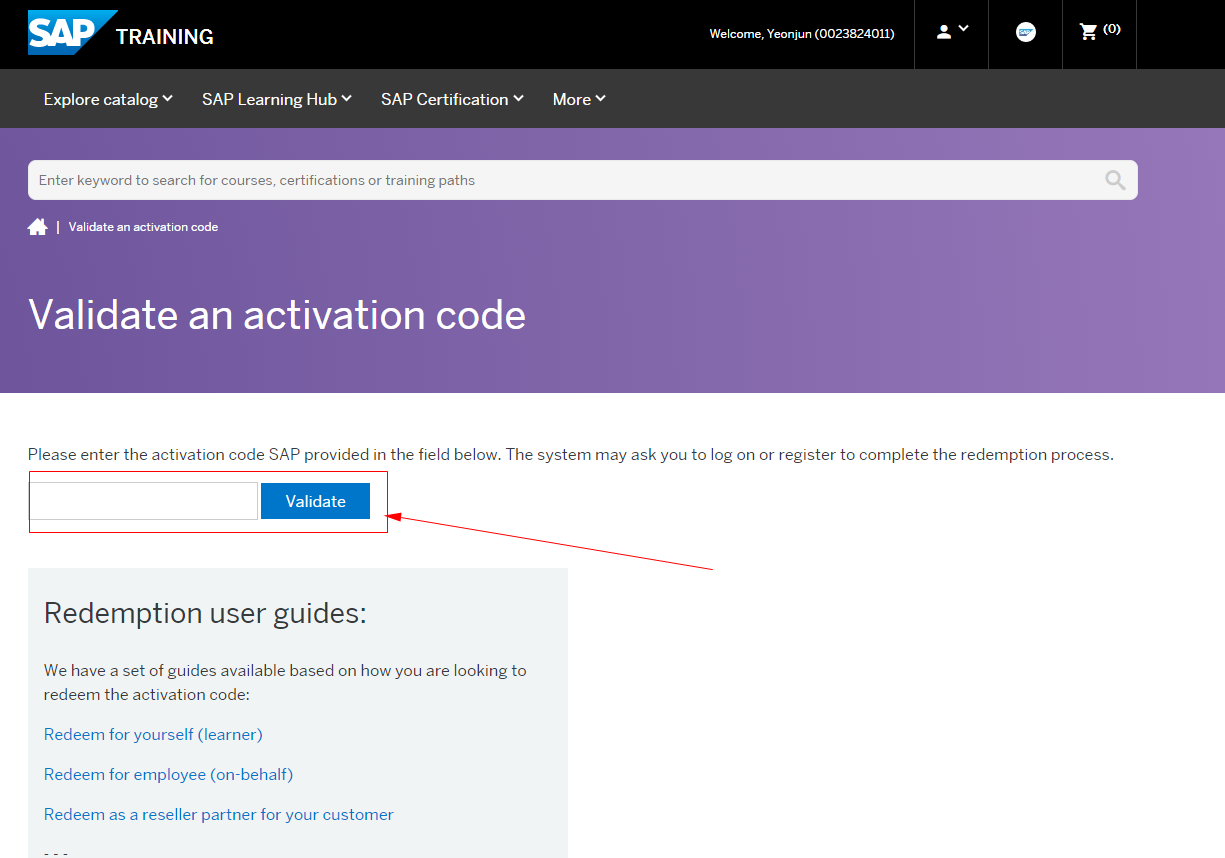 SAP TRAINING
Welcome, Yeonjun (0023824011)
SAP
(0)
Explore catalog
SAP Learning Hub
SAP Certification
More
Enter keyword to search for courses, certifications or training paths
| Validate an activation code
Validate an activation code
Please enter the activation code SAP provided in the field below. The system may ask you to log on or register to complete the redemption process.
Validate
Redemption user guides:
We have a set of guides available based on how you are looking to
redeem the activation code:
Redeem for yourself (learner)
Redeem for employee (on-behalf)
Redeem as a reseller partner for your customer